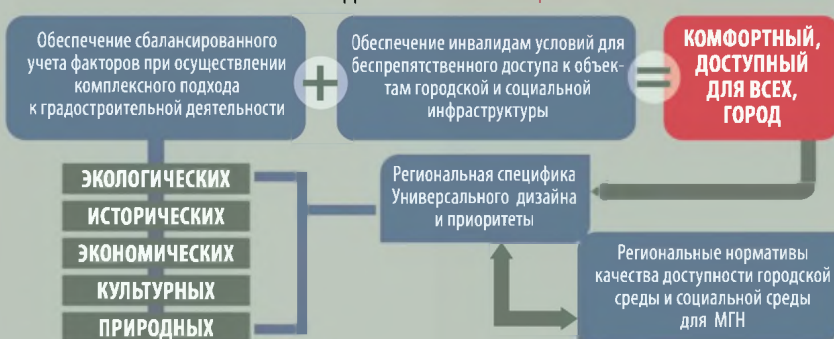 Обеспечение сбалансированного
учета факторов при осуществлении
комплексного подхода
к градостроительной деятельности
+
Обеспечение инвалидам условий для
беспрепятственного доступа к объек-
там городской и социальной
инфраструктуры
=
КОМФОРТНЫЙ,
ДОСТУПНЫЙ
ДЛЯ ВСЕХ,
ГОРОД
ЭКОЛОГИЧЕСКИХ
ИСТОРИЧЕСКИХ
ЭКОНОМИЧЕСКИХ
КУЛЬТУРНЫХ
ПРИРОДНЫХ
Региональная специфика
Универсального дизайна
и приоритеты
Региональные нормативы
качества доступности городской
среды и социальной среды
для МГН